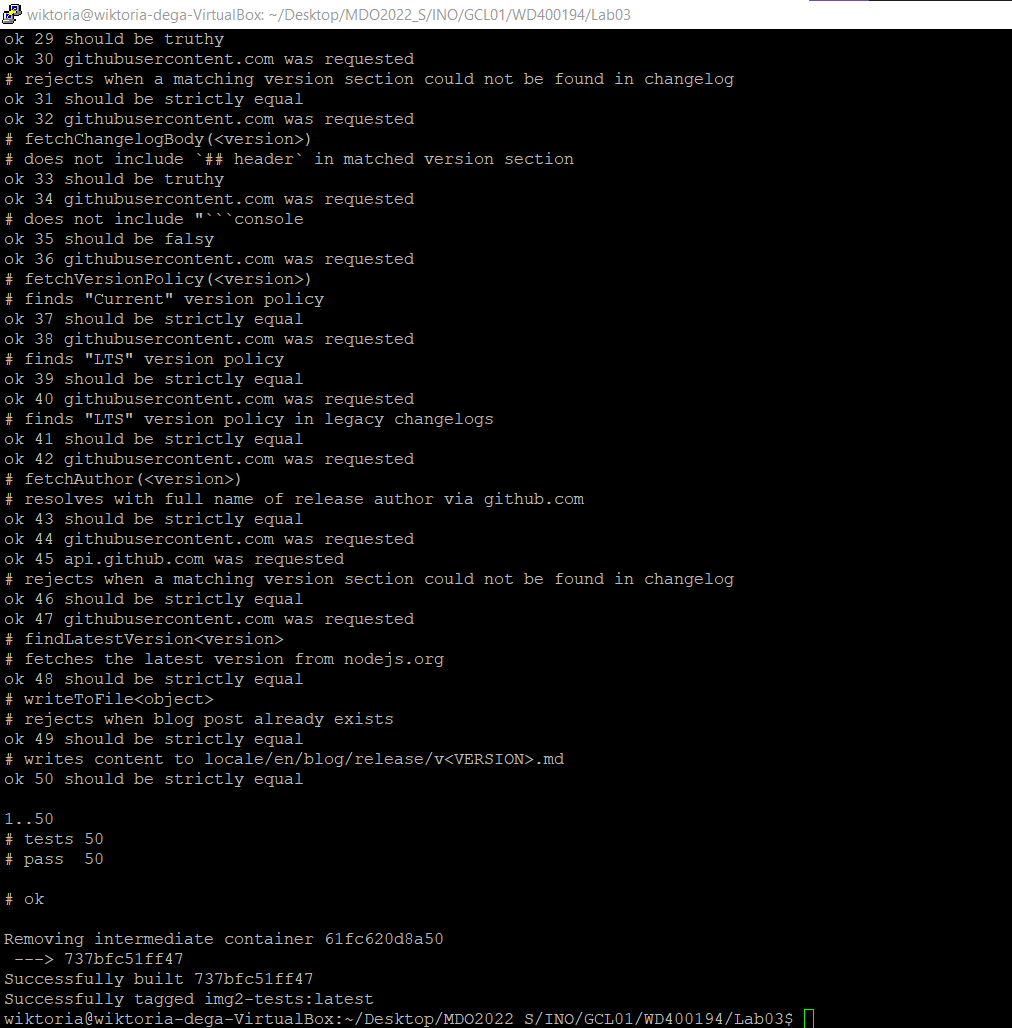 wiktoria@wiktoria-dega-VirtualBox: ~/Desktop/MDO2022_S/INO/GCL01/WD400194/Lab03
ok 29 should be truthy
ok 30 githubusercontent.com was requested
# rejects when a matching version section could not be found in changelog
ok 31 should be strictly equal
ok 32 githubusercontent.com was requested
# fetchChangelogBody(<version>)
# does not include `## header` in matched version section
ok 33 should be truthy
ok 34 githubusercontent.com was requested
# does not include "```console
ok 35 should be falsy
ok 36 githubusercontent.com was requested
# fetchVersionPolicy(<version>)
# finds "Current" version policy
ok 37 should be strictly equal
ok 38 githubusercontent.com was requested
# finds "LTS" version policy
ok 39 should be strictly equal
ok 40 githubusercontent.com was requested
# finds "LTS" version policy in legacy changelogs
ok 41 should be strictly equal
ok 42 githubusercontent.com was requested
# fetchAuthor(<version>)
# resolves with full name of release author via github.com
ok 43 should be strictly equal
ok 44 githubusercontent.com was requested
ok 45 api.github.com was requested
# rejects when a matching version section could not be found in changelog
ok 46 should be strictly equal
ok 47 githubusercontent.com was requested
# findLatestVersion<version>
# fetches the latest version from nodejs.org
ok 48 should be strictly equal
# writeToFile<object>
# rejects when blog post already exists
ok 49 should be strictly equal
# writes content to locale/en/blog/release/v<VERSION>.md
ok 50 should be strictly equal
1..50
# tests 50
# pass  50
# ok
Removing intermediate container 61fc620d8a50
 ---> 737bfc51ff47
Successfully built 737bfc51ff47
Successfully tagged img2-tests:latest
wiktoria@wiktoria-dega-VirtualBox:~/Desktop/MDO2022_S/INO/GCL01/WD400194/Lab03$